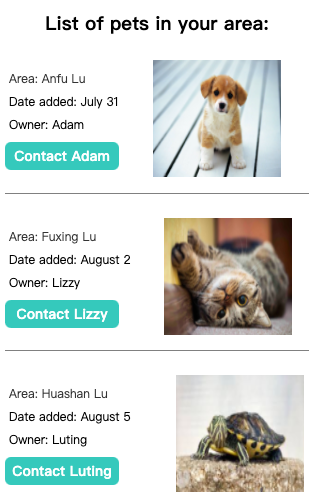 List of pets in your area:
Area: Anfu Lu
Date added: July 31
Owner: Adam
Contact Adam
Area: Fuxing Lu
Date added: August 2
Owner: Lizzy
Contact Lizzy
Area: Huashan Lu
Date added: August 5
Owner: Luting
Contact Luting